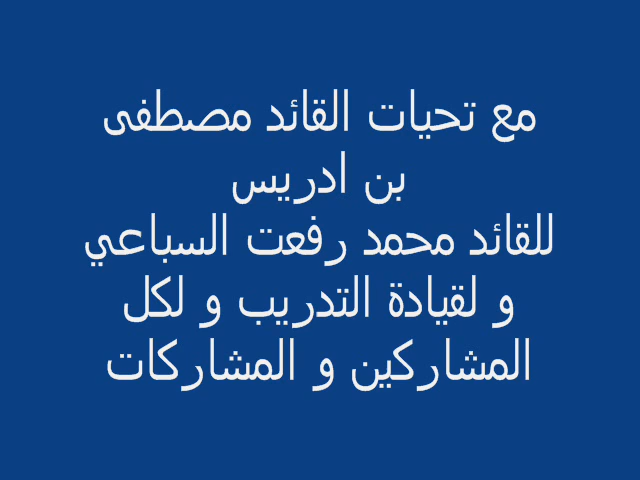 مع تحيات القائد مصطفى
بن ادريس
للقائد محمد رفعت السباعي
و لقيادة التدريب و لكل
المشاركين و المشاركات